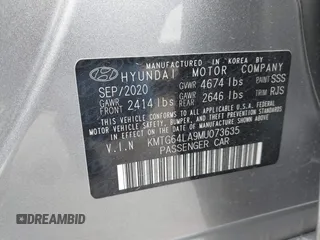 MANUFACTURED IN KOREA BY
HYUNDAI MOTOR COMPANY
SEP/2020 GVWR 4674 lbs PAINT SSS
GAWR FRT 2414 lbs GAWR RR 2646 lbs TRIM RJS
THIS VEHICLE CONFORMS TO ALL APPLICABLE
FEDERAL MOTOR VEHICLE SAFETY, BUMPER, AND
THEFT PREVENTION STANDARDS IN EFFECT ON
THE DATE OF MANUFACTURE SHOWN ABOVE.
V.I.N KMTG64LA9MU073635
PASSENGER CAR
DREAMBID